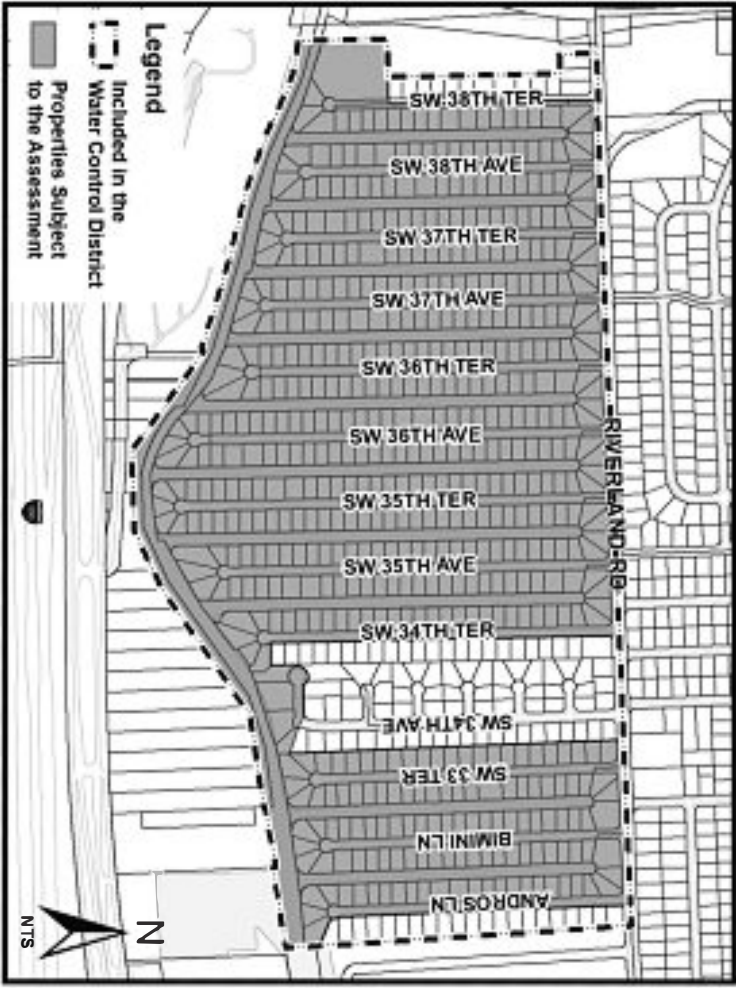 Legend
Included in the
Water Control District
Properties Subject
to the Assessment
SW 38TH TER
SW 38TH AVE
SW 37TH TER
SW 37TH AVE
SW 36TH TER
SW 36TH AVE
SW 35TH TER
SW 35TH AVE
SW 34TH TER
SW 34TH AVE
SW 33 TER
BIMINI LN
ANDROS LN
RIVERLAND RD
N
NTS